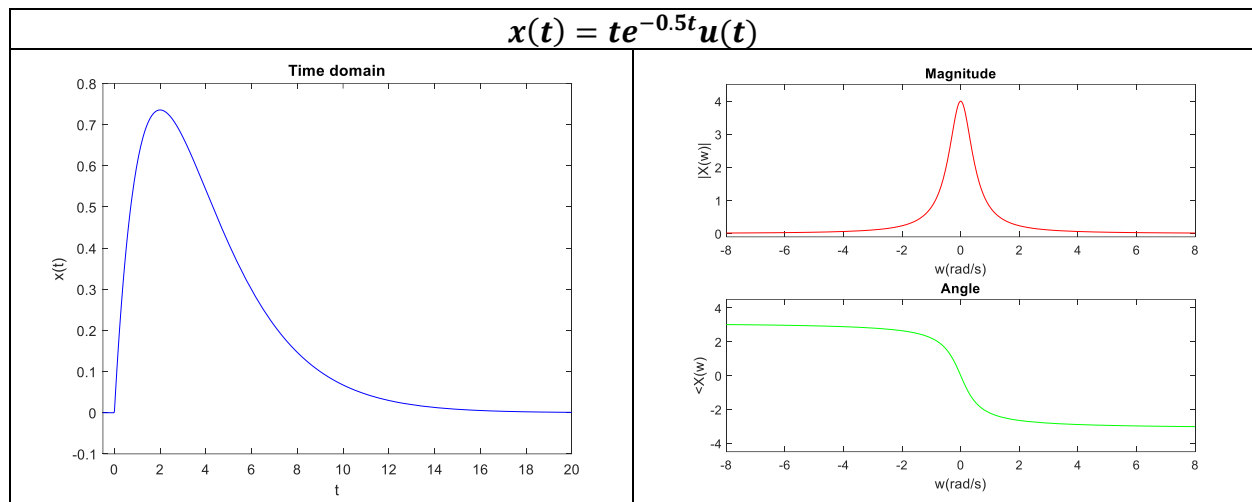 x(t) = te^{-0.5t}u(t)
Time domain
0.8
0.7
0.6
0.5
0.4
0.3
0.2
0.1
0
-0.1
x(t)
0 2 4 6 8 10 12 14 16 18 20
t
Magnitude
4
3
2
1
0
|X(w)|
-8 -6 -4 -2 0 2 4 6 8
w(rad/s)
Angle
4
2
0
-2
-4
<X(w)
-8 -6 -4 -2 0 2 4 6 8
w(rad/s)